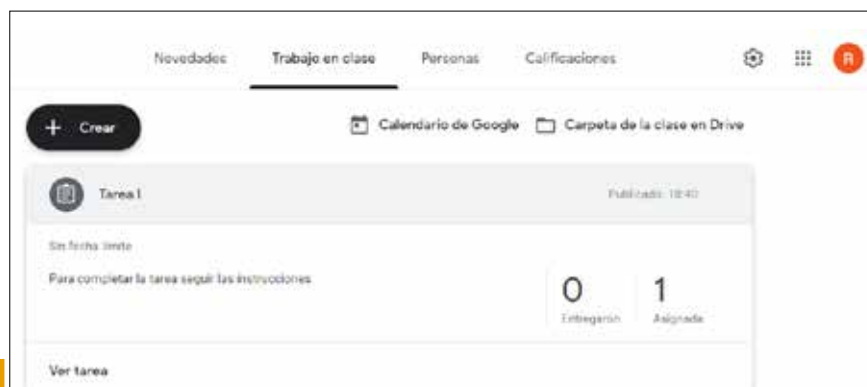 Novedades Trabajo en clase Personas Calificaciones R
+ Crear Calendario de Google Carpeta de la clase en Drive
Tarea I Publicado: 18:40
Sin fecha límite
Para completar la tarea seguir las instrucciones
0 1
Entregaron Asignada
Ver tarea